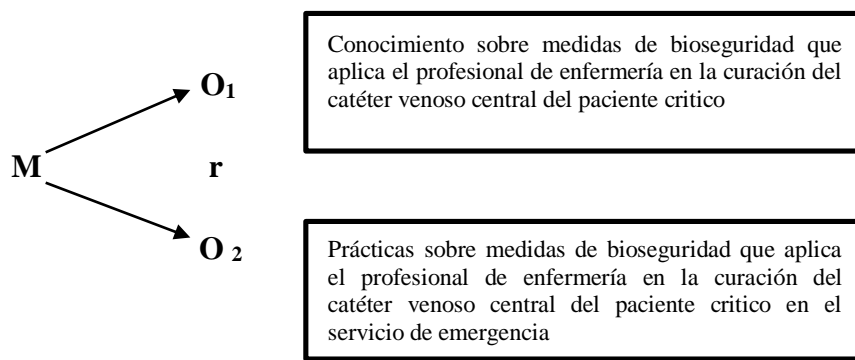 Conocimiento sobre medidas de bioseguridad que
aplica el profesional de enfermería en la curación del
catéter venoso central del paciente critico
O1
M
r
O 2
Prácticas sobre medidas de bioseguridad que aplica
el profesional de enfermería en la curación del
catéter venoso central del paciente critico en el
servicio de emergencia